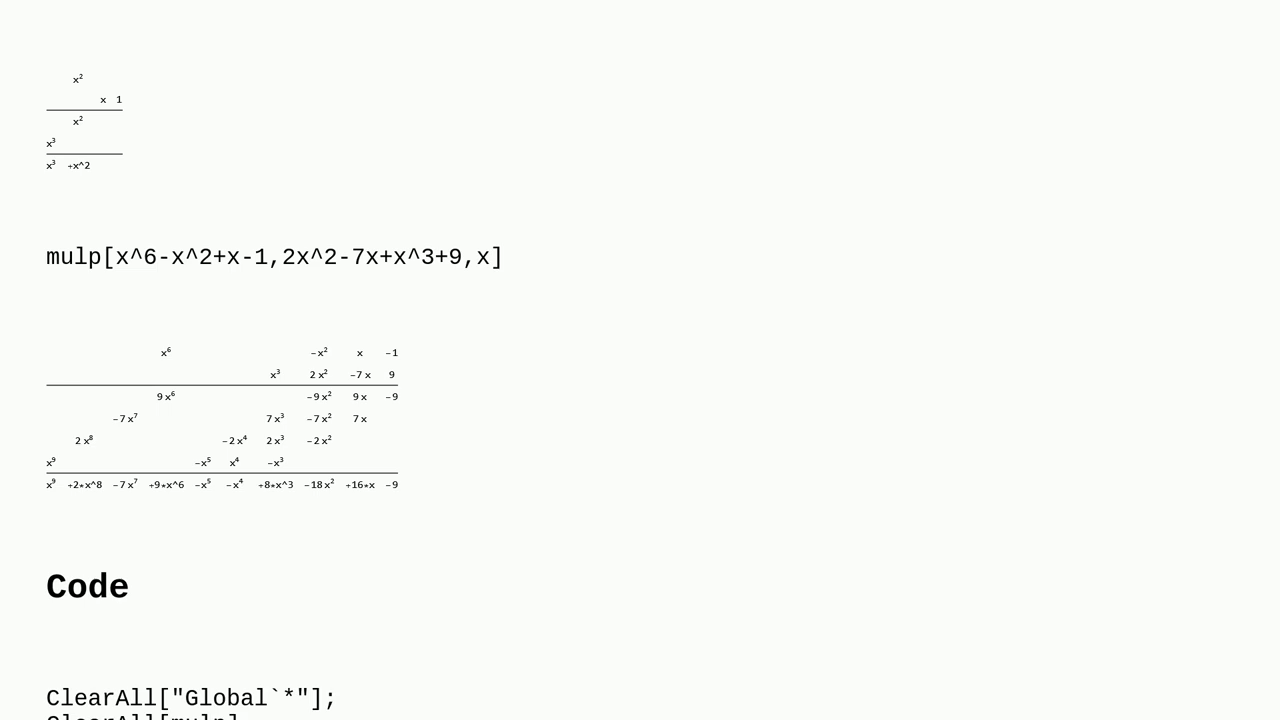 x²
x 1
x²
x³
x³ +x^2
mulp[x^6-x^2+x-1,2x^2-7x+x^3+9,x]
x⁶ -x² x -1
x³ 2x² -7x 9
9x⁶ -9x² 9x -9
-7x⁷ 7x³ -7x² 7x
2x⁸ -2x⁴ 2x³ -2x²
x⁹ -x⁵ x⁴ -x³
x⁹ +2*x^8 -7x⁷ +9*x^6 -x⁵ -x⁴ +8*x^3 -18x² +16*x -9
Code
ClearAll["Global`*"];
ClearAll[mulp]